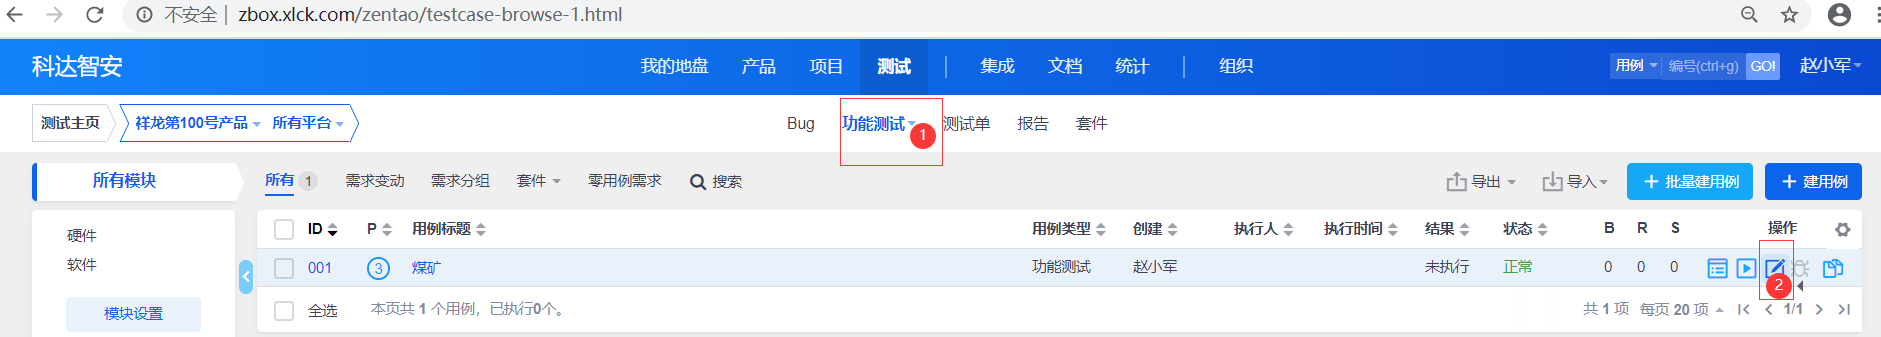 不安全 zbox.xlck.com/zentao/testcase-browse-1.html
科达智安 我的地盘 产品 项目 测试 集成 文档 统计 组织 用例 编号(ctrl+g) GO! 赵小军
测试主页 祥龙第100号产品 所有平台 Bug 功能测试 1 测试单 报告 套件
所有模块 所有 1 需求变动 需求分组 套件 零用例需求 搜索 导出 导入 批量建用例 建用例
ID P 用例标题 用例类型 创建 执行人 执行时间 结果 状态 B R S 操作
硬件
软件
001 3 煤矿 功能测试 赵小军 未执行 正常 0 0 0
2
全选 本页共 1 个用例，已执行0个。 共 1 项 每页 20 项 1/1
模块设置